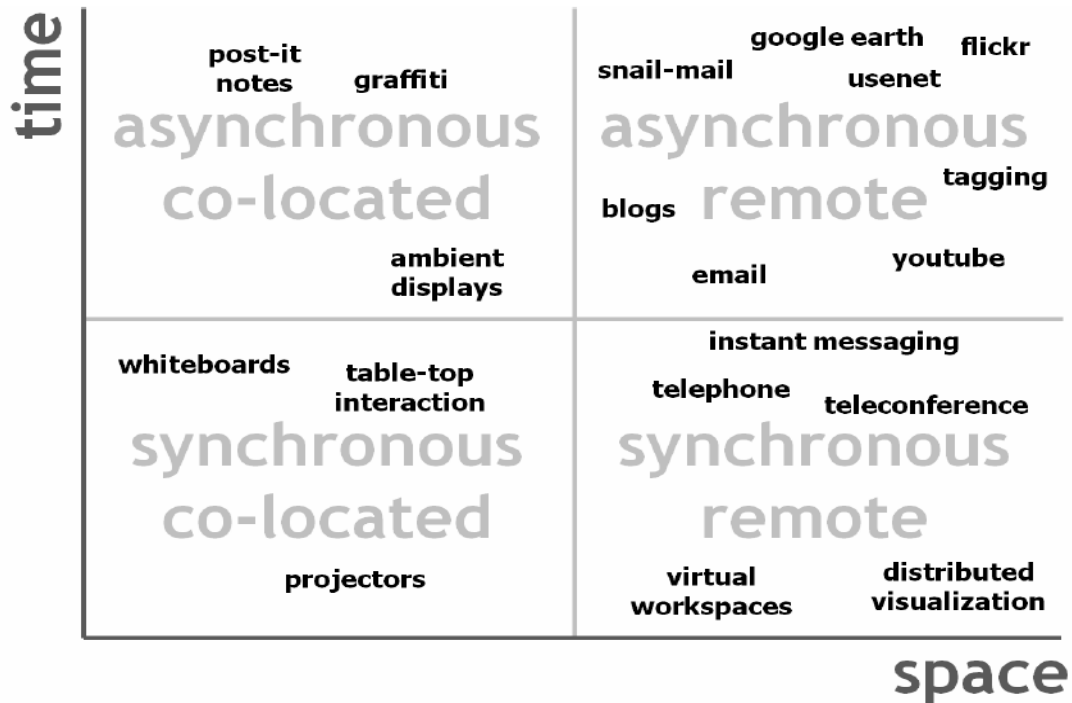 time
post-it
notes
graffiti
asynchronous
co-located
ambient
displays
google earth
flickr
snail-mail
usenet
asynchronous
remote
tagging
blogs
youtube
email
whiteboards
table-top
interaction
synchronous
co-located
projectors
instant messaging
telephone
teleconference
synchronous
remote
virtual
workspaces
distributed
visualization
space